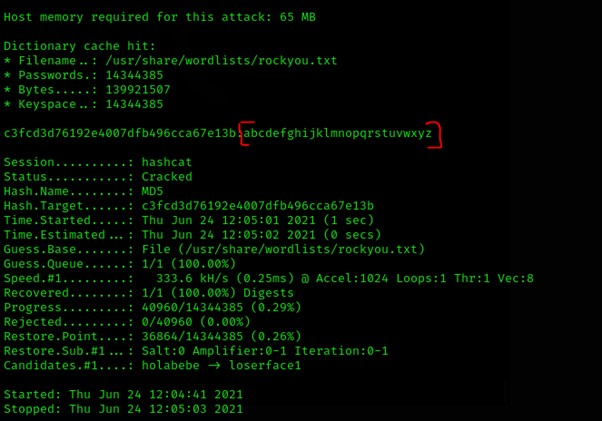 Host memory required for this attack: 65 MB
Dictionary cache hit:
* Filename..: /usr/share/wordlists/rockyou.txt
* Passwords.: 14344385
* Bytes.....: 139921507
* Keyspace..: 14344385
c3fcd3d76192e4007dfb496cca67e13b:abcdefghijklmnopqrstuvwxyz
Session..........: hashcat
Status...........: Cracked
Hash.Name........: MD5
Hash.Target......: c3fcd3d76192e4007dfb496cca67e13b
Time.Started.....: Thu Jun 24 12:05:01 2021 (1 sec)
Time.Estimated...: Thu Jun 24 12:05:02 2021 (0 secs)
Guess.Base.......: File (/usr/share/wordlists/rockyou.txt)
Guess.Queue......: 1/1 (100.00%)
Speed.#1.........:   333.6 kH/s (0.25ms) @ Accel:1024 Loops:1 Thr:1 Vec:8
Recovered........: 1/1 (100.00%) Digests
Progress.........: 40960/14344385 (0.29%)
Rejected.........: 0/40960 (0.00%)
Restore.Point....: 36864/14344385 (0.26%)
Restore.Sub.#1...: Salt:0 Amplifier:0-1 Iteration:0-1
Candidates.#1....: holabebe -> loserface1
Started: Thu Jun 24 12:04:41 2021
Stopped: Thu Jun 24 12:05:03 2021